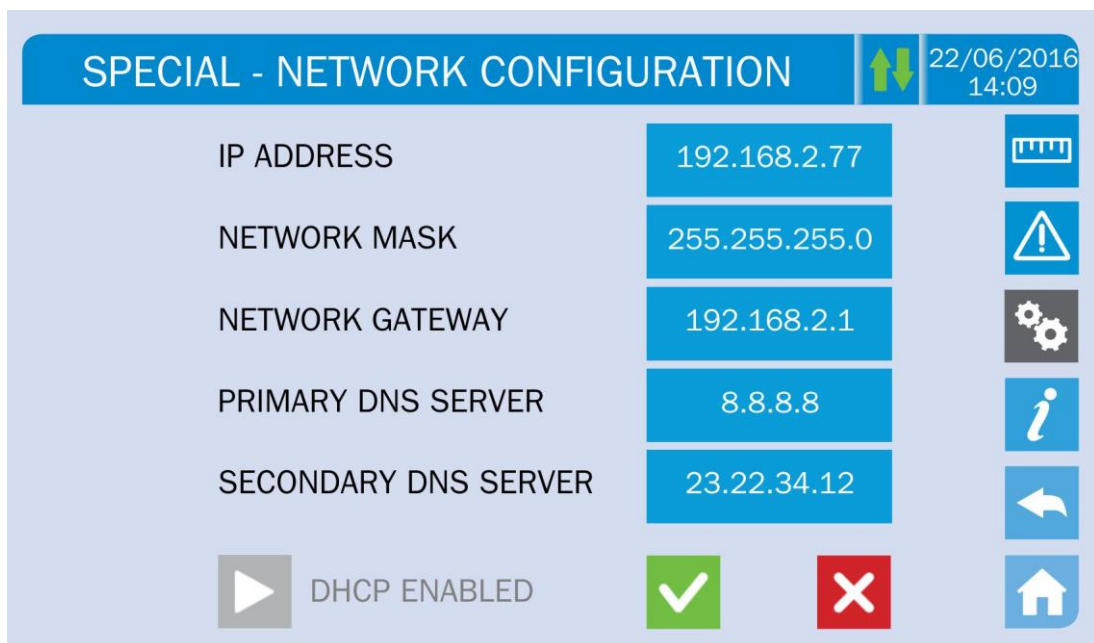 SPECIAL - NETWORK CONFIGURATION
22/06/2016
14:09
IP ADDRESS 192.168.2.77
NETWORK MASK 255.255.255.0
NETWORK GATEWAY 192.168.2.1
PRIMARY DNS SERVER 8.8.8.8
SECONDARY DNS SERVER 23.22.34.12
DHCP ENABLED